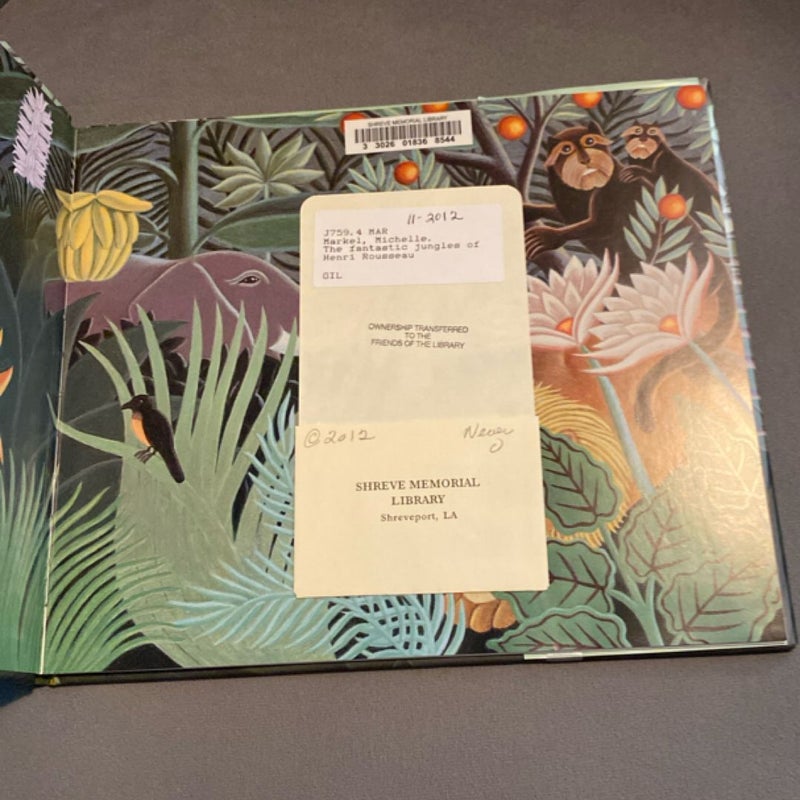 SHREVE MEMORIAL LIBRARY
3 3026 01836 8544
11-2012
J759.4 MAR
Markel, Michelle.
The fantastic jungles of
Henri Rousseau
GIL
OWNERSHIP TRANSFERRED
TO THE
FRIENDS OF THE LIBRARY
©2012
SHREVE MEMORIAL
LIBRARY
Shreveport, LA